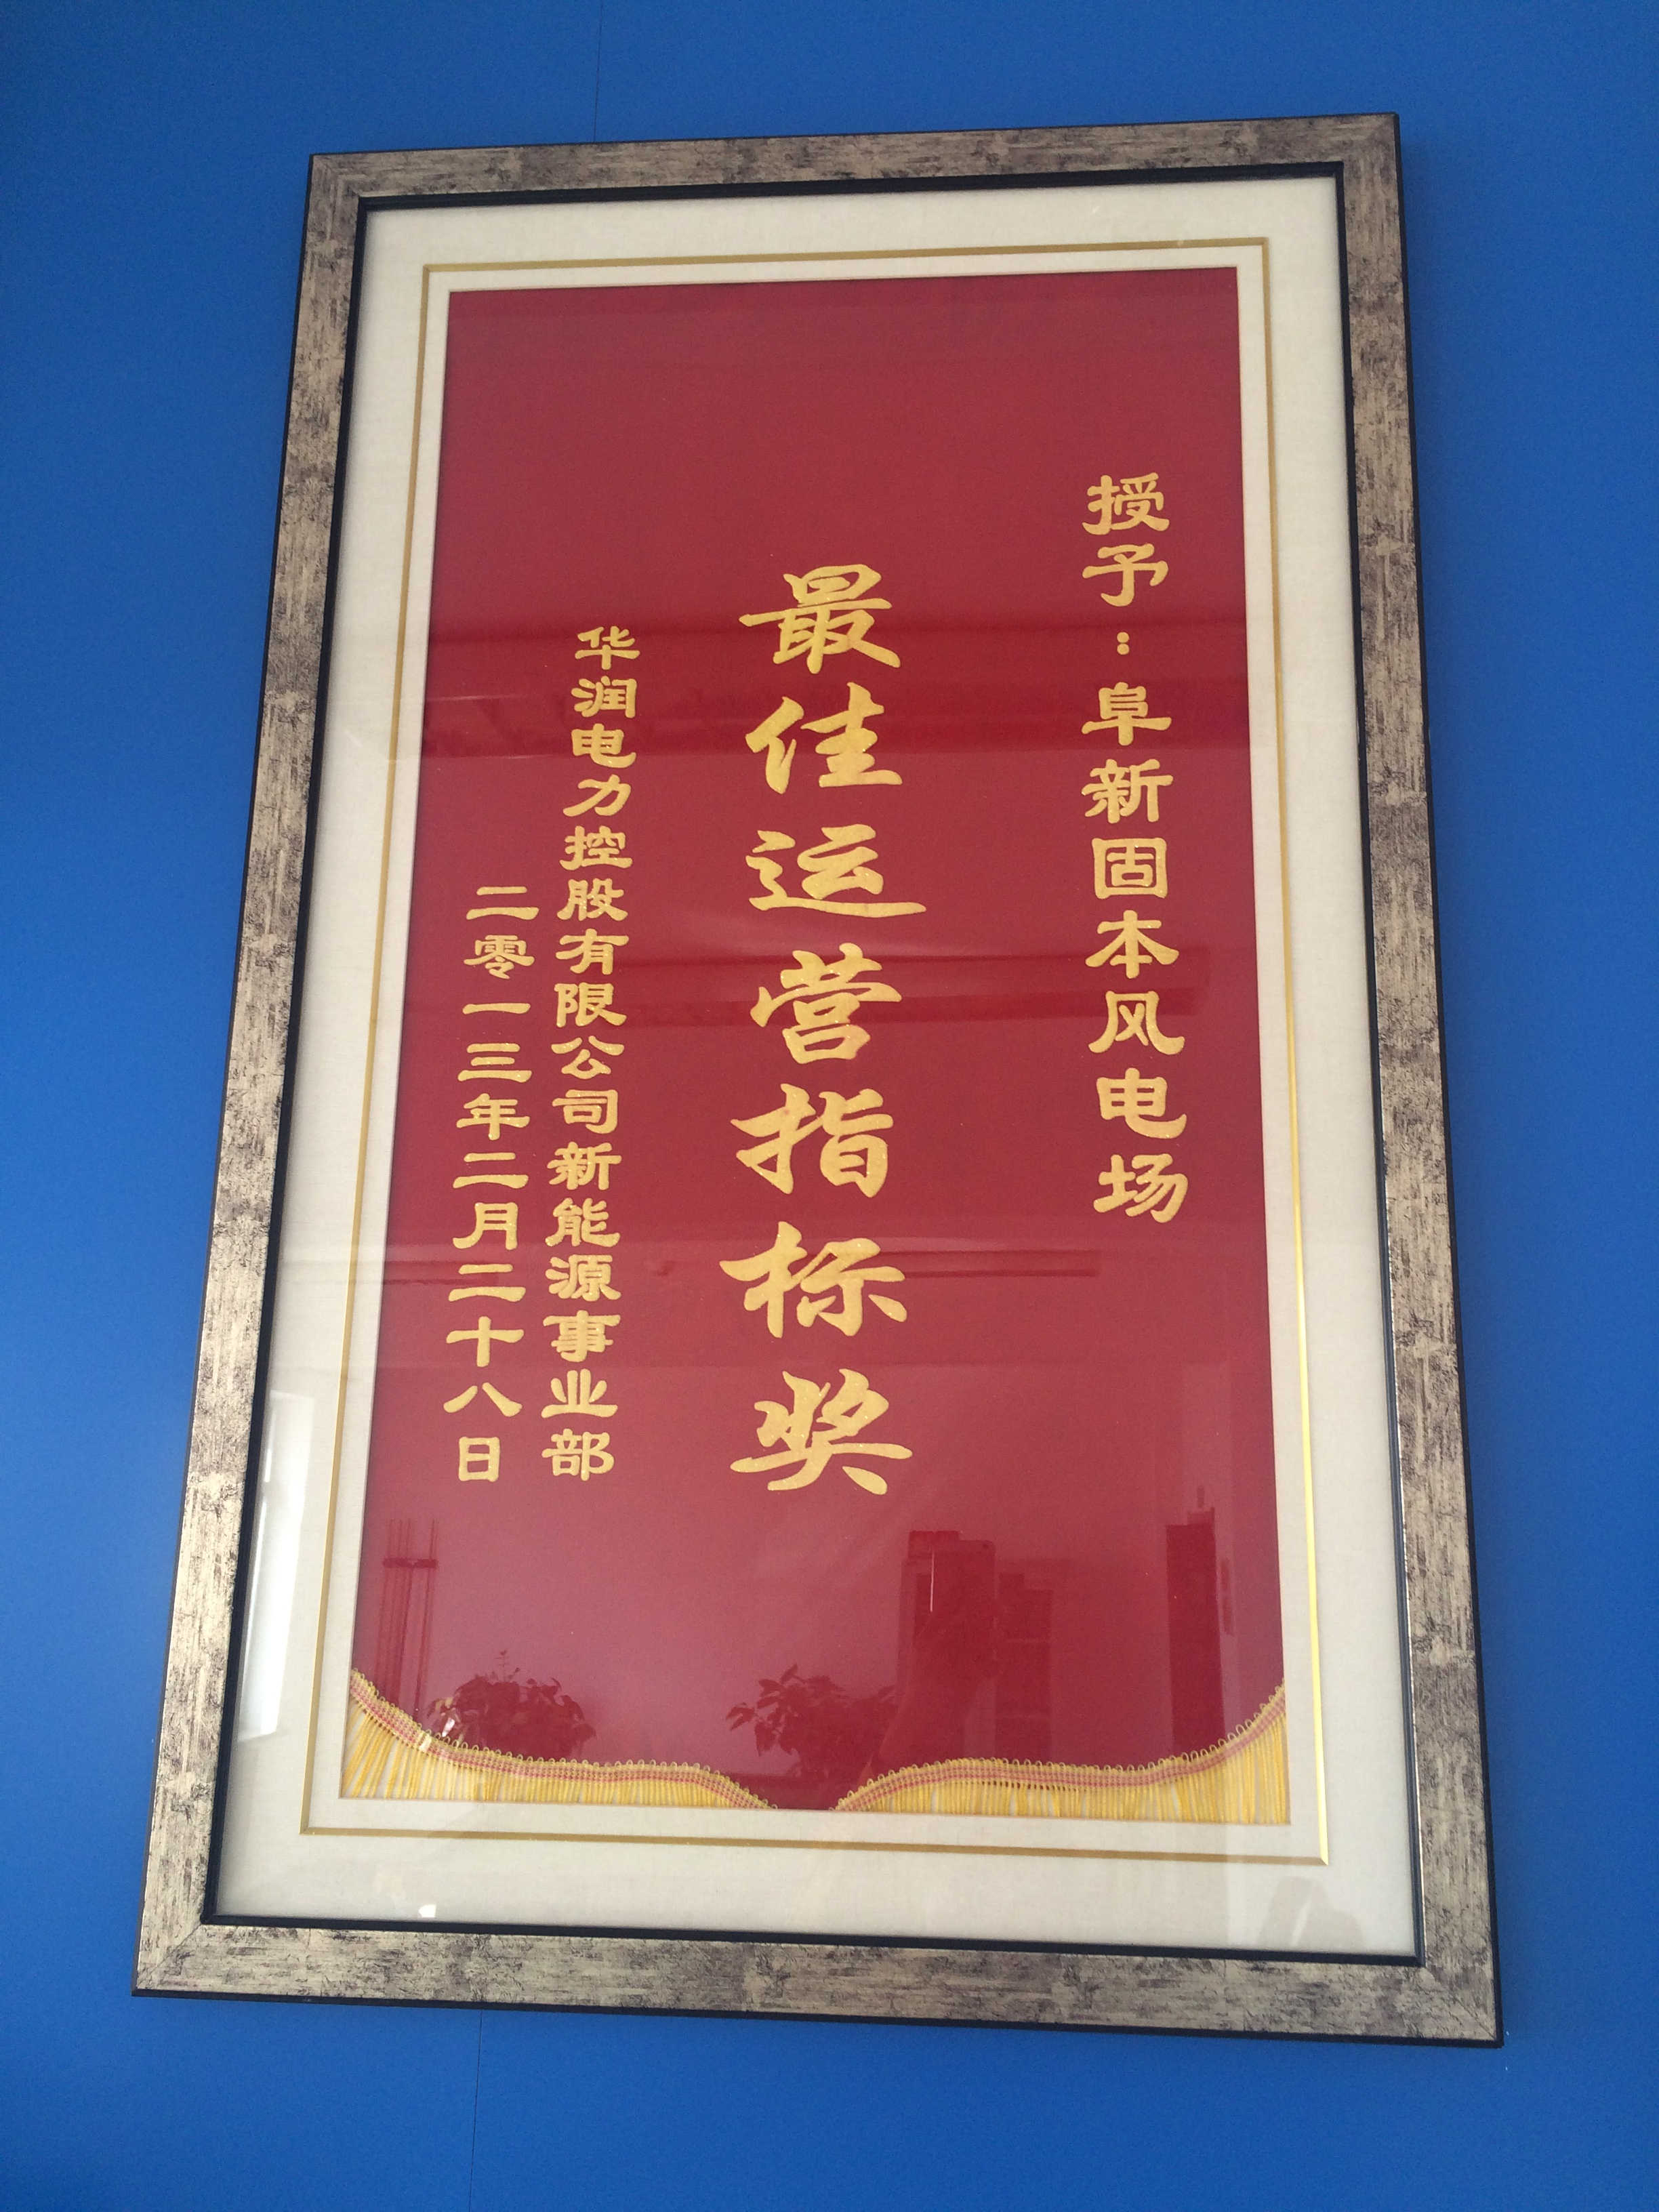 授予：阜新固本风电场
最佳运营指标奖
华润电力控股有限公司新能源事业部
二零一三年二月二十八日